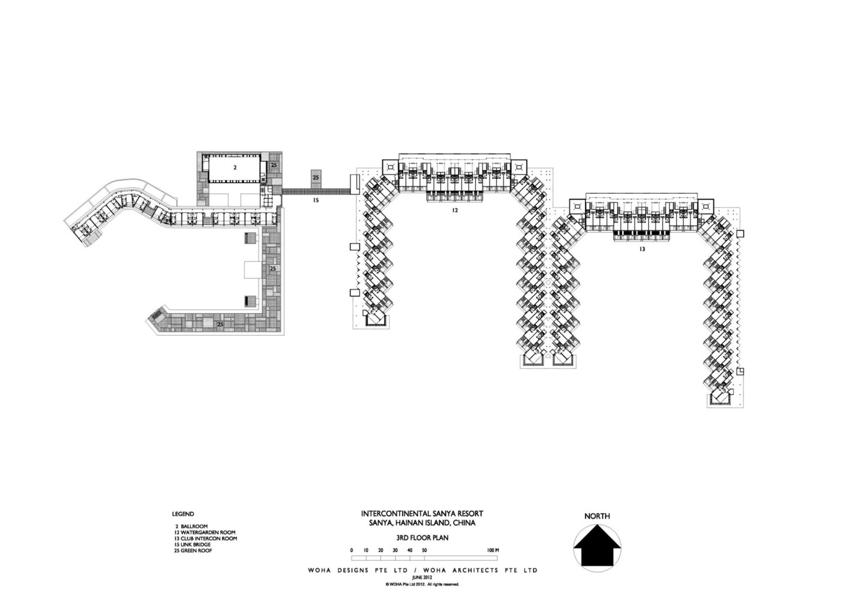 2
25
25
15
12
13
25
25
LEGEND
2 BALLROOM
12 WATERGARDEN ROOM
13 CLUB INTERCON ROOM
15 LINK BRIDGE
25 GREEN ROOF
INTERCONTINENTAL SANYA RESORT
SANYA, HAINAN ISLAND, CHINA
3RD FLOOR PLAN
0 10 20 30 40 50 100 M
WOHA DESIGNS PTE LTD / WOHA ARCHITECTS PTE LTD
JUNE 2012
© WOHA Pte Ltd 2012. All rights reserved.
NORTH